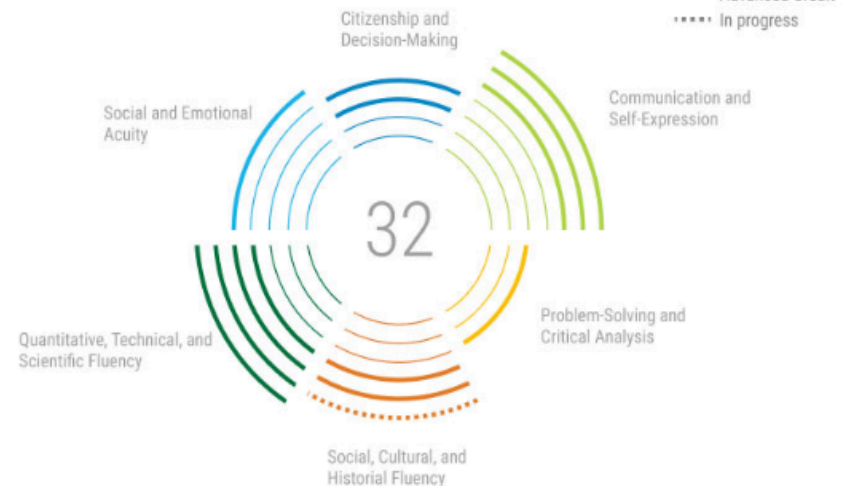 In progress
Citizenship and
Decision-Making
Social and Emotional
Acuity
Communication and
Self-Expression
32
Problem-Solving and
Critical Analysis
Quantitative, Technical, and
Scientific Fluency
Social, Cultural, and
Historial Fluency